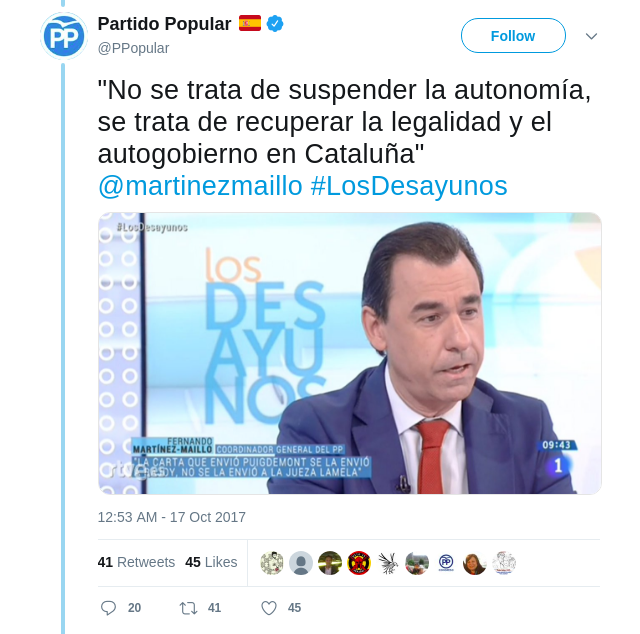 Partido Popular
@PPopular
Follow
"No se trata de suspender la autonomía,
se trata de recuperar la legalidad y el
autogobierno en Cataluña"
@martinezmaillo #LosDesayunos
#LosDesayunos
los
DES
AYU
NOS
FERNANDO
MARTÍNEZ-MAÍLLO COORDINADOR GENERAL DEL PP
"LA CARTA QUE ENVIÓ PUIGDEMONT SE LA ENVIÓ
NO SE LA ENVIÓ A LA JUEZA LAMELA"
rtve.es
09:43
1
12:53 AM - 17 Oct 2017
41 Retweets 45 Likes
20 41 45